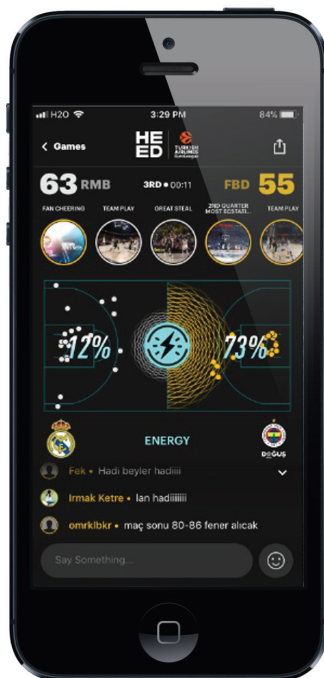 H2O 3:29 PM 84%
Games
HE
ED
TURKISH
AIRLINES
EuroLeague
63 RMB 3RD • 00:11 FBD 55
FAN CHEERING TEAM PLAY GREAT STEAL 2ND QUARTER MOST ECSTATI... TEAM PLAY
12% 73%
ENERGY
DOĞUŞ
Fek • Hadi beyler hadiiii
Irmak Ketre • lan hadiiiiiii
omrklbkr • maç sonu 80-86 fener alıcak
Say Something...